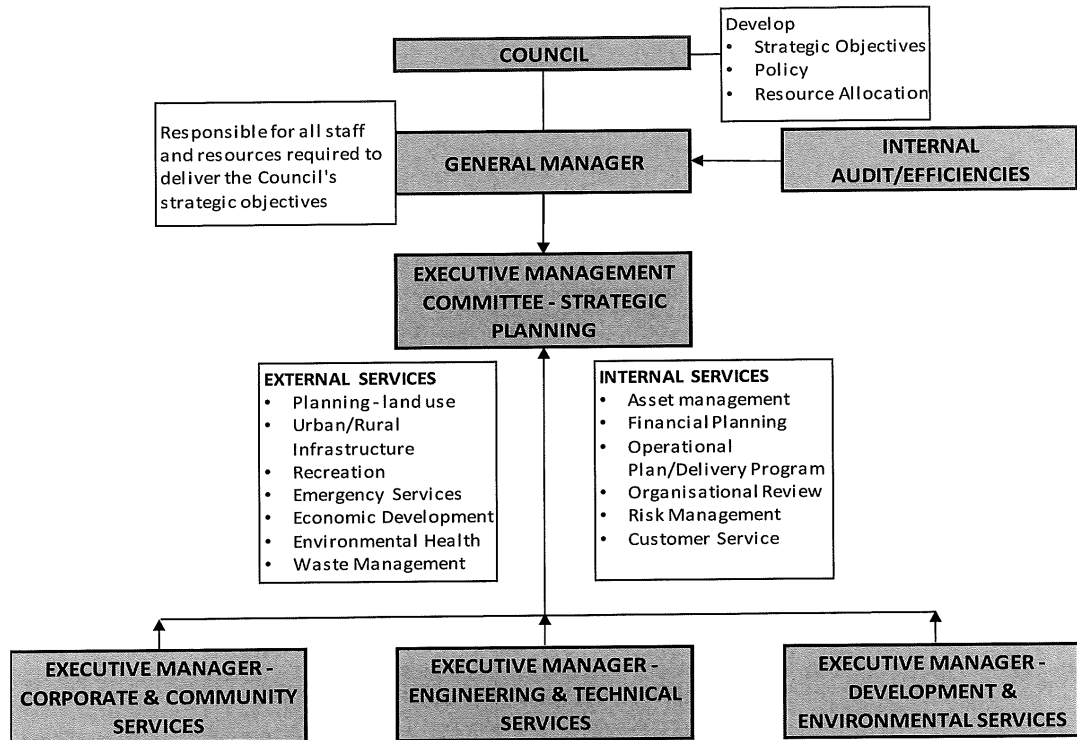 COUNCIL
Develop
• Strategic Objectives
• Policy
• Resource Allocation
Responsible for all staff
and resources required to
deliver the Council's
strategic objectives
GENERAL MANAGER
INTERNAL
AUDIT/EFFICIENCIES
EXECUTIVE MANAGEMENT
COMMITTEE - STRATEGIC
PLANNING
EXTERNAL SERVICES
• Planning - land use
• Urban/Rural
Infrastructure
• Recreation
• Emergency Services
• Economic Development
• Environmental Health
• Waste Management
INTERNAL SERVICES
• Asset management
• Financial Planning
• Operational
Plan/Delivery Program
• Organisational Review
• Risk Management
• Customer Service
EXECUTIVE MANAGER -
CORPORATE & COMMUNITY
SERVICES
EXECUTIVE MANAGER -
ENGINEERING & TECHNICAL
SERVICES
EXECUTIVE MANAGER -
DEVELOPMENT &
ENVIRONMENTAL SERVICES